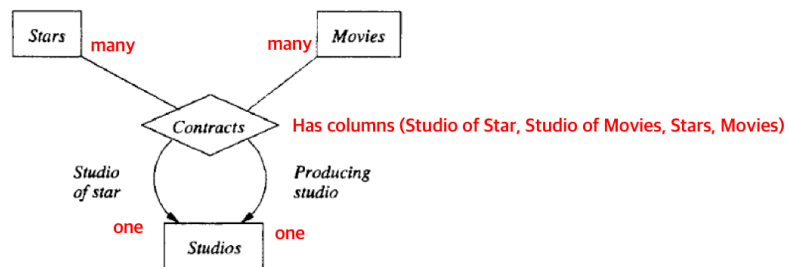 Stars
many
many
Movies
Contracts
Has columns (Studio of Star, Studio of Movies, Stars, Movies)
Studio
of star
Producing
studio
one
Studios
one